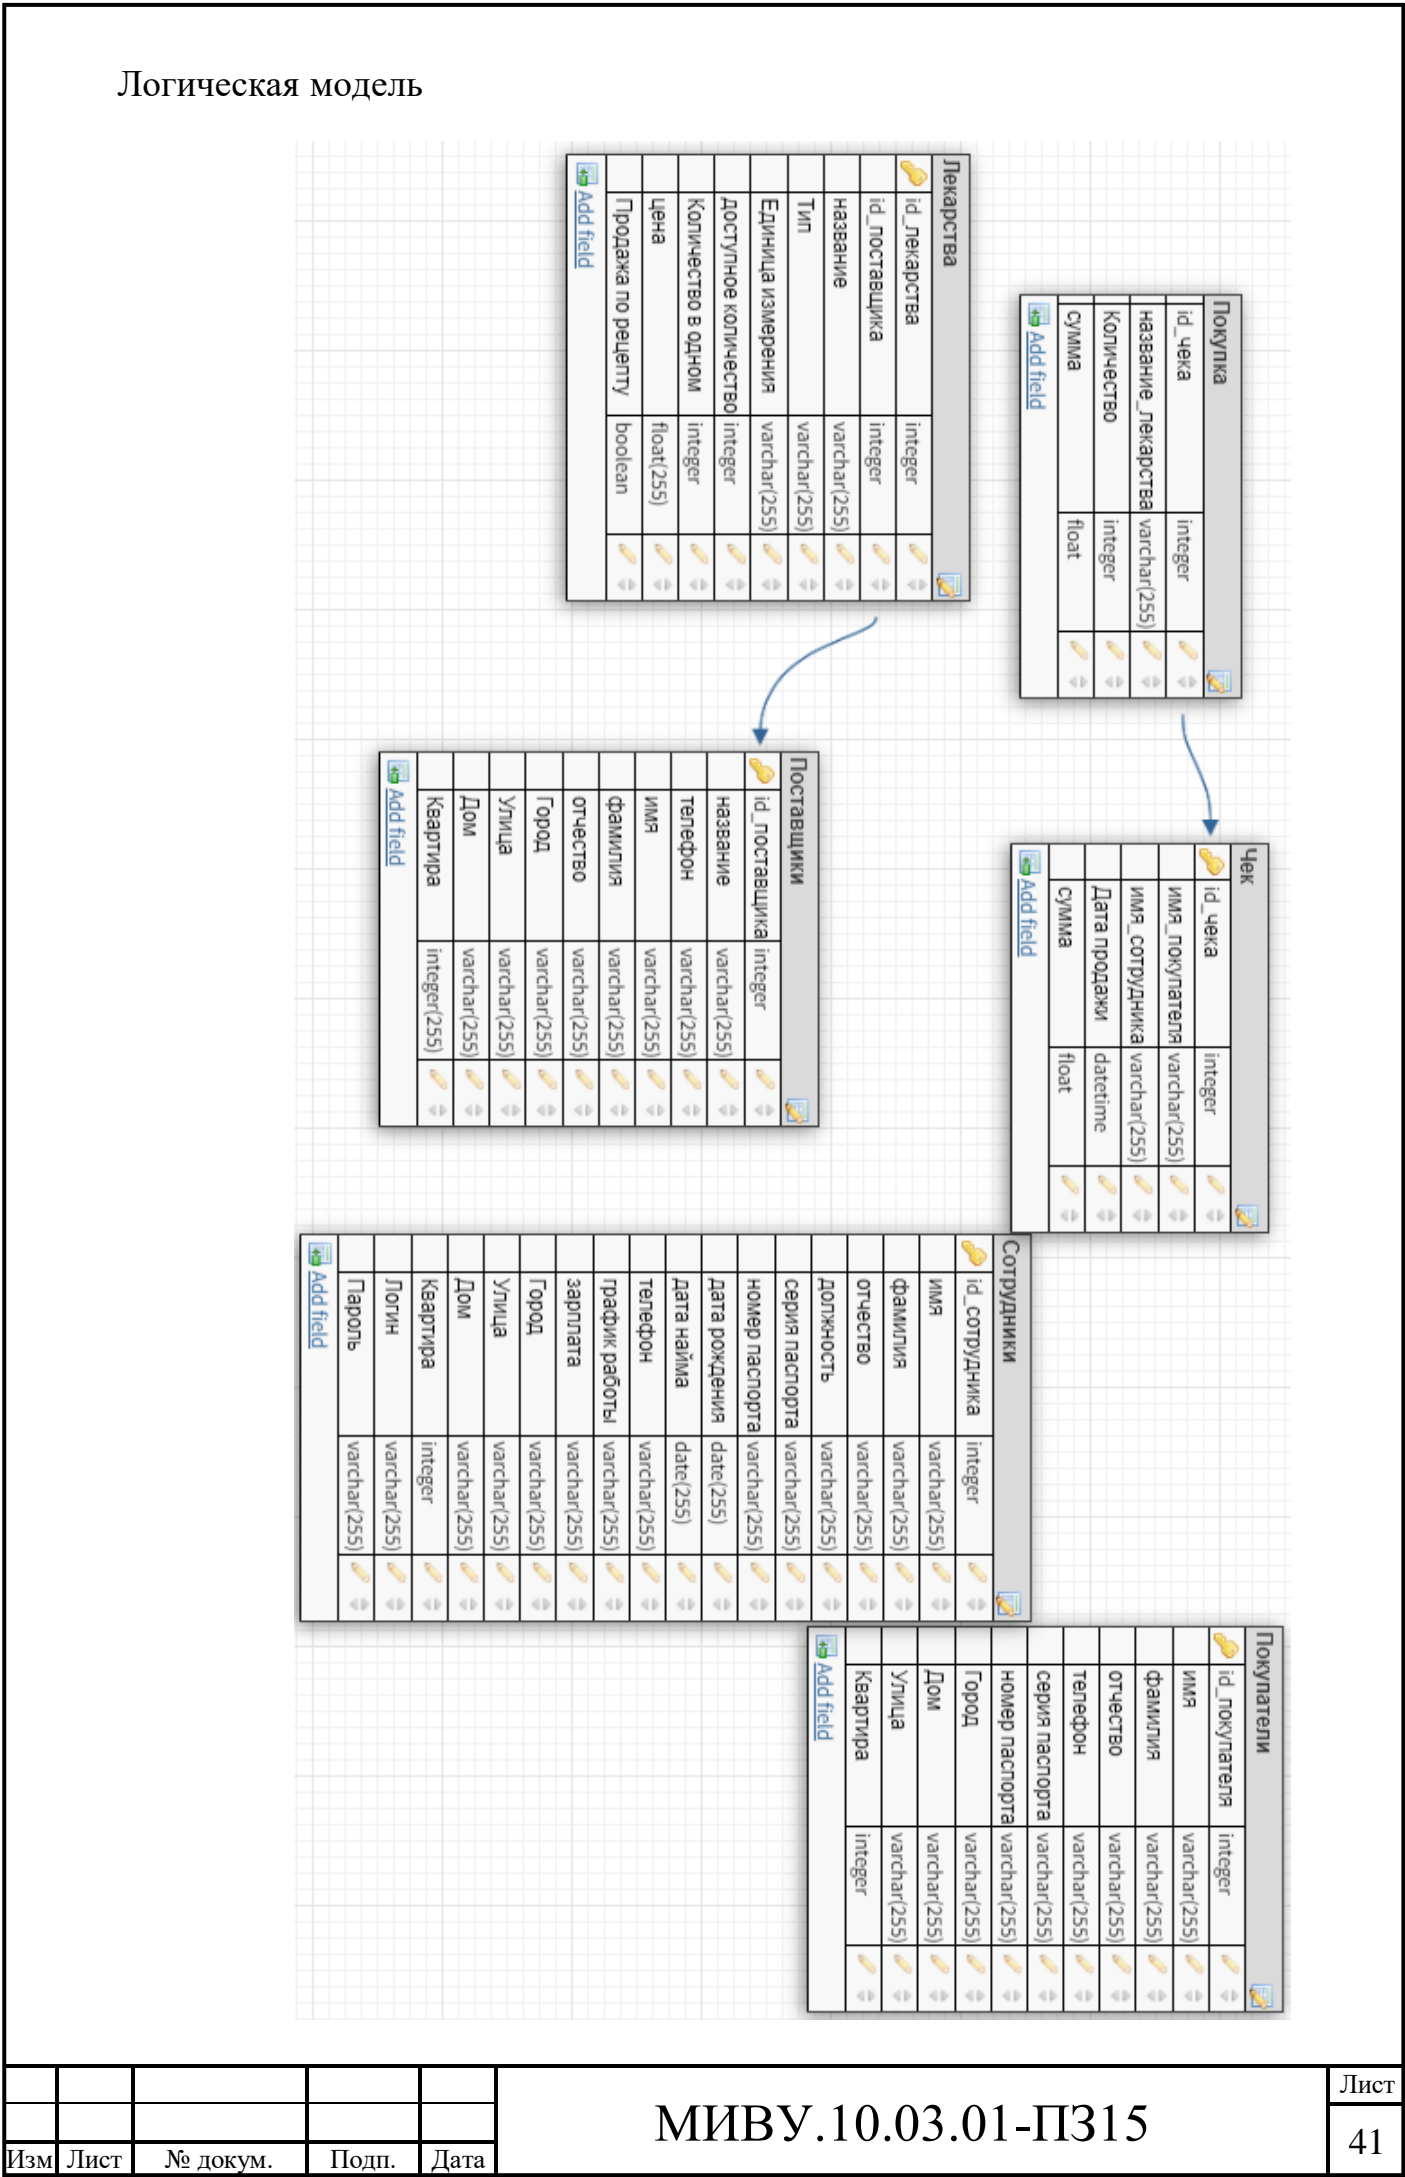 Логическая модель
Лекарства
id_лекарства integer
id_поставщика integer
название varchar(255)
Тип varchar(255)
Единица измерения varchar(255)
доступное количество integer
Количество в одном integer
цена float(255)
Продажа по рецепту boolean
Add field
Покупка
id_чека integer
название_лекарства varchar(255)
Количество integer
сумма float
Add field
Поставщики
id_поставщика integer
название varchar(255)
телефон varchar(255)
имя varchar(255)
фамилия varchar(255)
отчество varchar(255)
Город varchar(255)
Улица varchar(255)
Дом varchar(255)
Квартира integer(255)
Add field
Чек
id_чека integer
имя_покупателя varchar(255)
имя_сотрудника varchar(255)
Дата продажи datetime
сумма float
Add field
Сотрудники
id_сотрудника integer
имя varchar(255)
фамилия varchar(255)
отчество varchar(255)
должность varchar(255)
серия паспорта varchar(255)
номер паспорта varchar(255)
дата рождения date(255)
дата найма date(255)
телефон varchar(255)
график работы varchar(255)
зарплата varchar(255)
Город varchar(255)
Улица varchar(255)
Дом varchar(255)
Квартира integer
Логин varchar(255)
Пароль varchar(255)
Add field
Покупатели
id_покупателя integer
имя varchar(255)
фамилия varchar(255)
отчество varchar(255)
телефон varchar(255)
серия паспорта varchar(255)
номер паспорта varchar(255)
Город varchar(255)
Дом varchar(255)
Улица varchar(255)
Квартира integer
Add field
Изм Лист № докум. Подп. Дата
МИВУ.10.03.01-ПЗ15
Лист
41